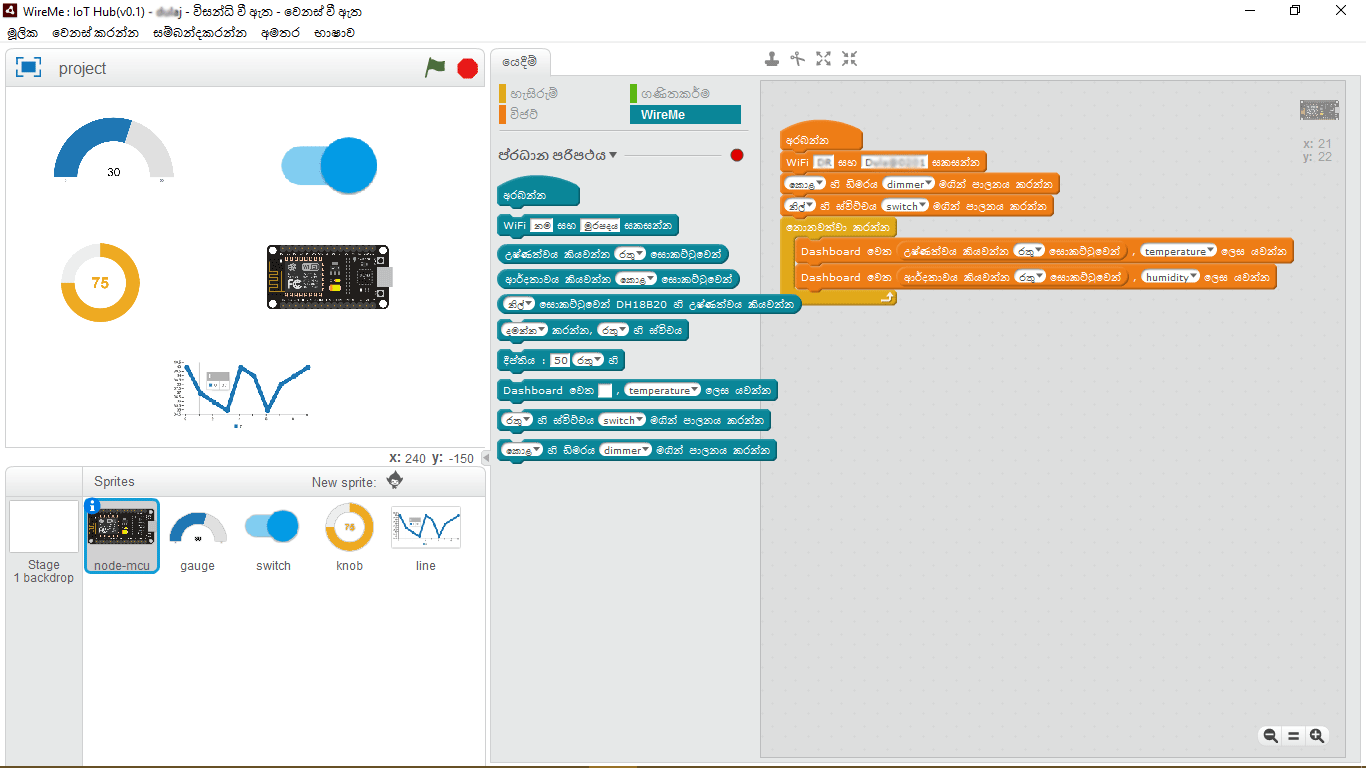 WireMe : IoT Hub(v0.1) - - විසන්ධි වී ඇත - වෙනස් වී ඇත
මූලික වෙනස් කරන්න සම්බන්දකරන්න අමතර භාෂාව
project
30
75
x: 240 y: -150
Sprites
New sprite:
Stage
1 backdrop
node-mcu
gauge
switch
knob
line
යෙදීම්
හැසිරුම්
ගණිතකර්ම
විජට්
WireMe
ප්රධාන පරිපථය
අරඹන්න
WiFi නම සහ මුරපදය සකසන්න
උෂ්ණත්වය කියවන්න රතු සොකට්ටුවෙන්
ආර්ද්‍රතාවය කියවන්න කොළ සොකට්ටුවෙන්
නිල් සොකට්ටුවෙන් DH18B20 හි උෂ්ණත්වය කියවන්න
දමන්න කරන්න, රතු හි ස්විචය
දීප්තිය : 50 රතු හි
Dashboard වෙත , temperature ලෙස යවන්න
රතු හි ස්විච්චය switch මගින් පාලනය කරන්න
කොළ හි ඩිමරය dimmer මගින් පාලනය කරන්න
අරඹන්න
WiFi DR සහ සකසන්න
කොළ හි ඩිමරය dimmer මගින් පාලනය කරන්න
නිල් හි ස්විච්චය switch මගින් පාලනය කරන්න
නොනවත්වා කරන්න
Dashboard වෙත උෂ්ණත්වය කියවන්න රතු සොකට්ටුවෙන් , temperature ලෙස යවන්න
Dashboard වෙත ආර්ද්‍රතාවය කියවන්න රතු සොකට්ටුවෙන් , humidity ලෙස යවන්න
x: 21
y: 22